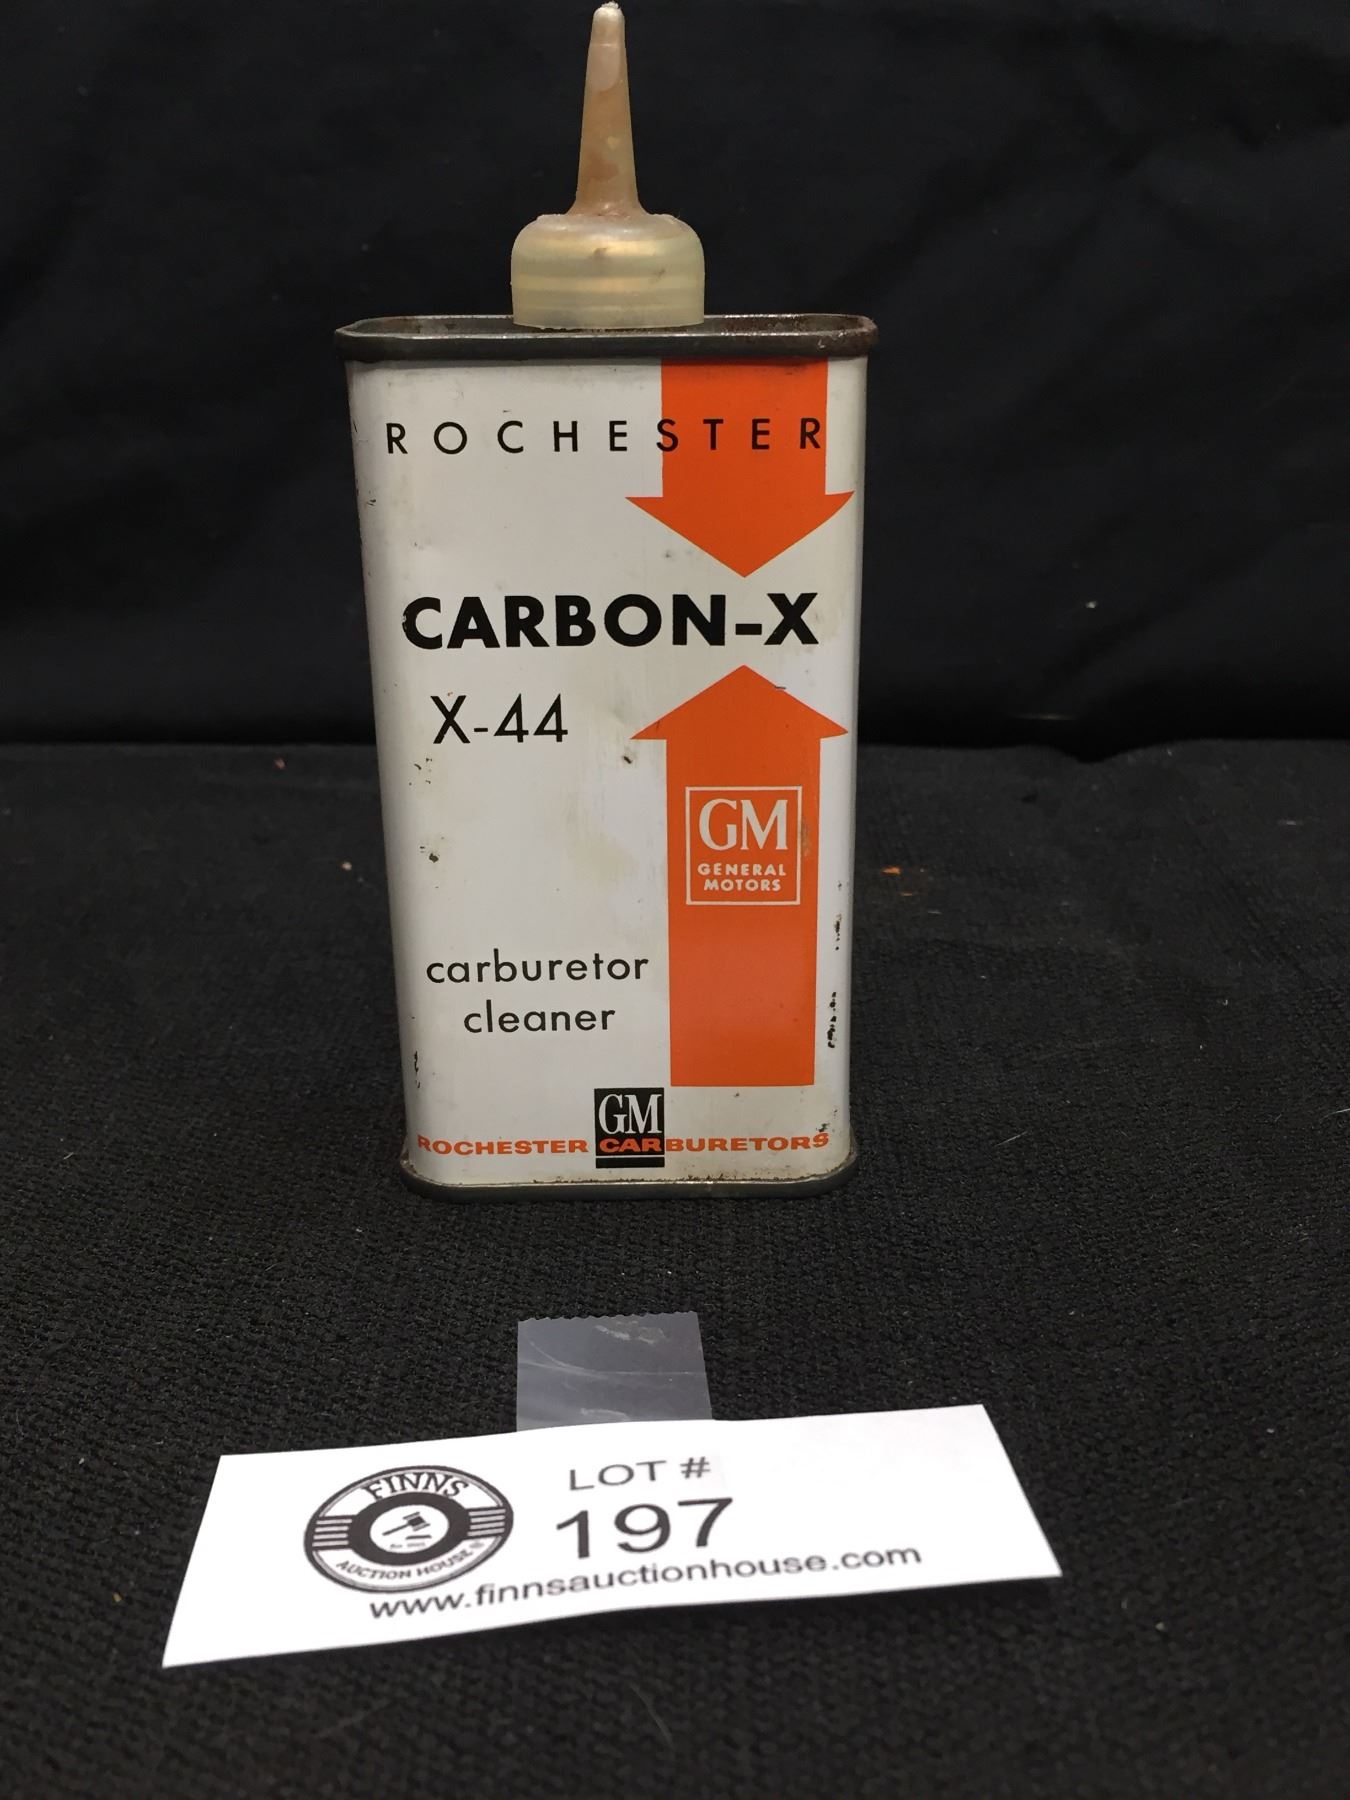 ROCHESTER
CARBON-X
X-44
GM
GENERAL
MOTORS
carburetor
cleaner
GM
ROCHESTER CARBURETORS
FINNS
AUCTION HOUSE
LOT #
197
www.finnsauctionhouse.com